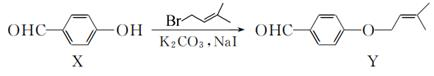 Br
OHC OH K₂CO₃,NaI OHC O
X Y